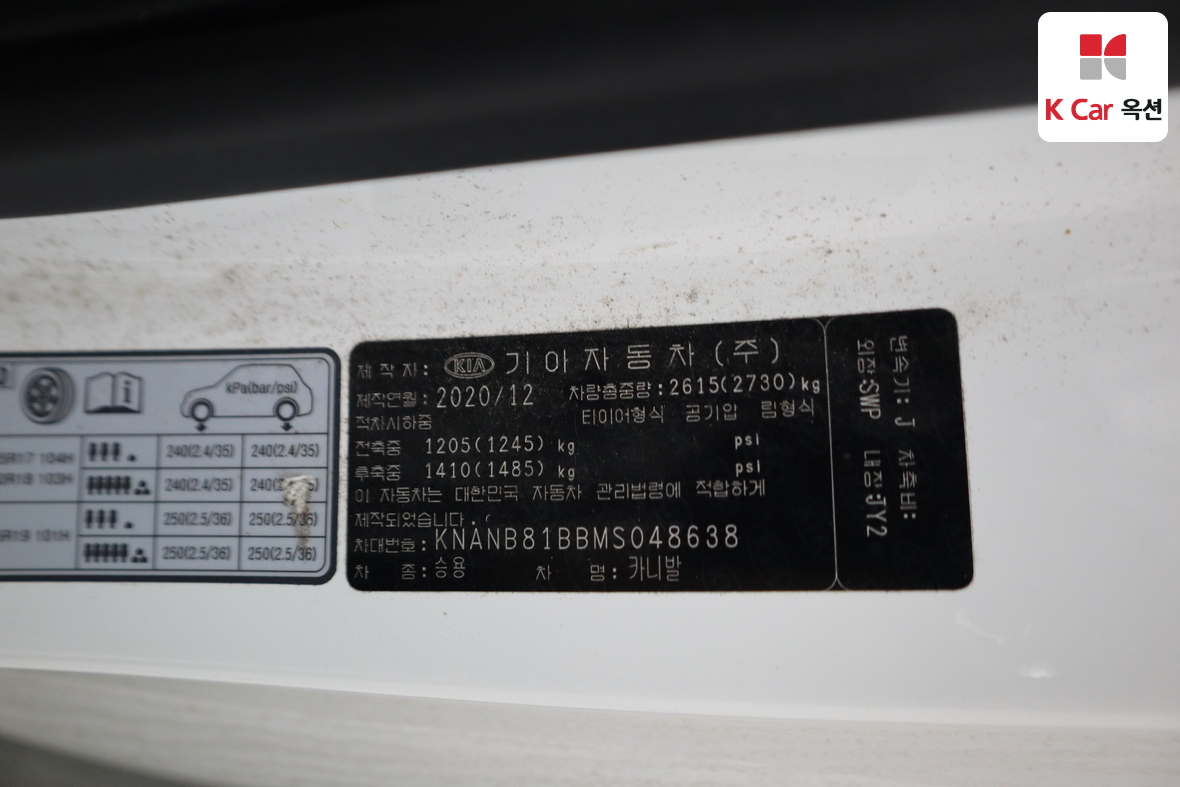 K Car 옥션
제 작 자: KIA 기아자동차(주)
제작연월: 2020/12 차량총중량:2615(2730)kg
적차시하중 타이어형식 공기압 림형식
전축중 1205(1245) kg psi
후축중 1410(1485) kg psi
이 자동차는 대한민국 자동차 관리법령에 적합하게
제작되었습니다.
차대번호: KNANB81BBMS048638
차 종: 승용 차 명: 카니발
변속기: J 차축비:
외장:SWP 내장:JY2
kPa(bar/psi)
5R17 104H 240(2.4/35) 240(2.4/35)
R18 103H 240(2.4/35)
250(2.5/36) 250(2.5/36)
R19 101H 250(2.5/36) 250(2.5/36)